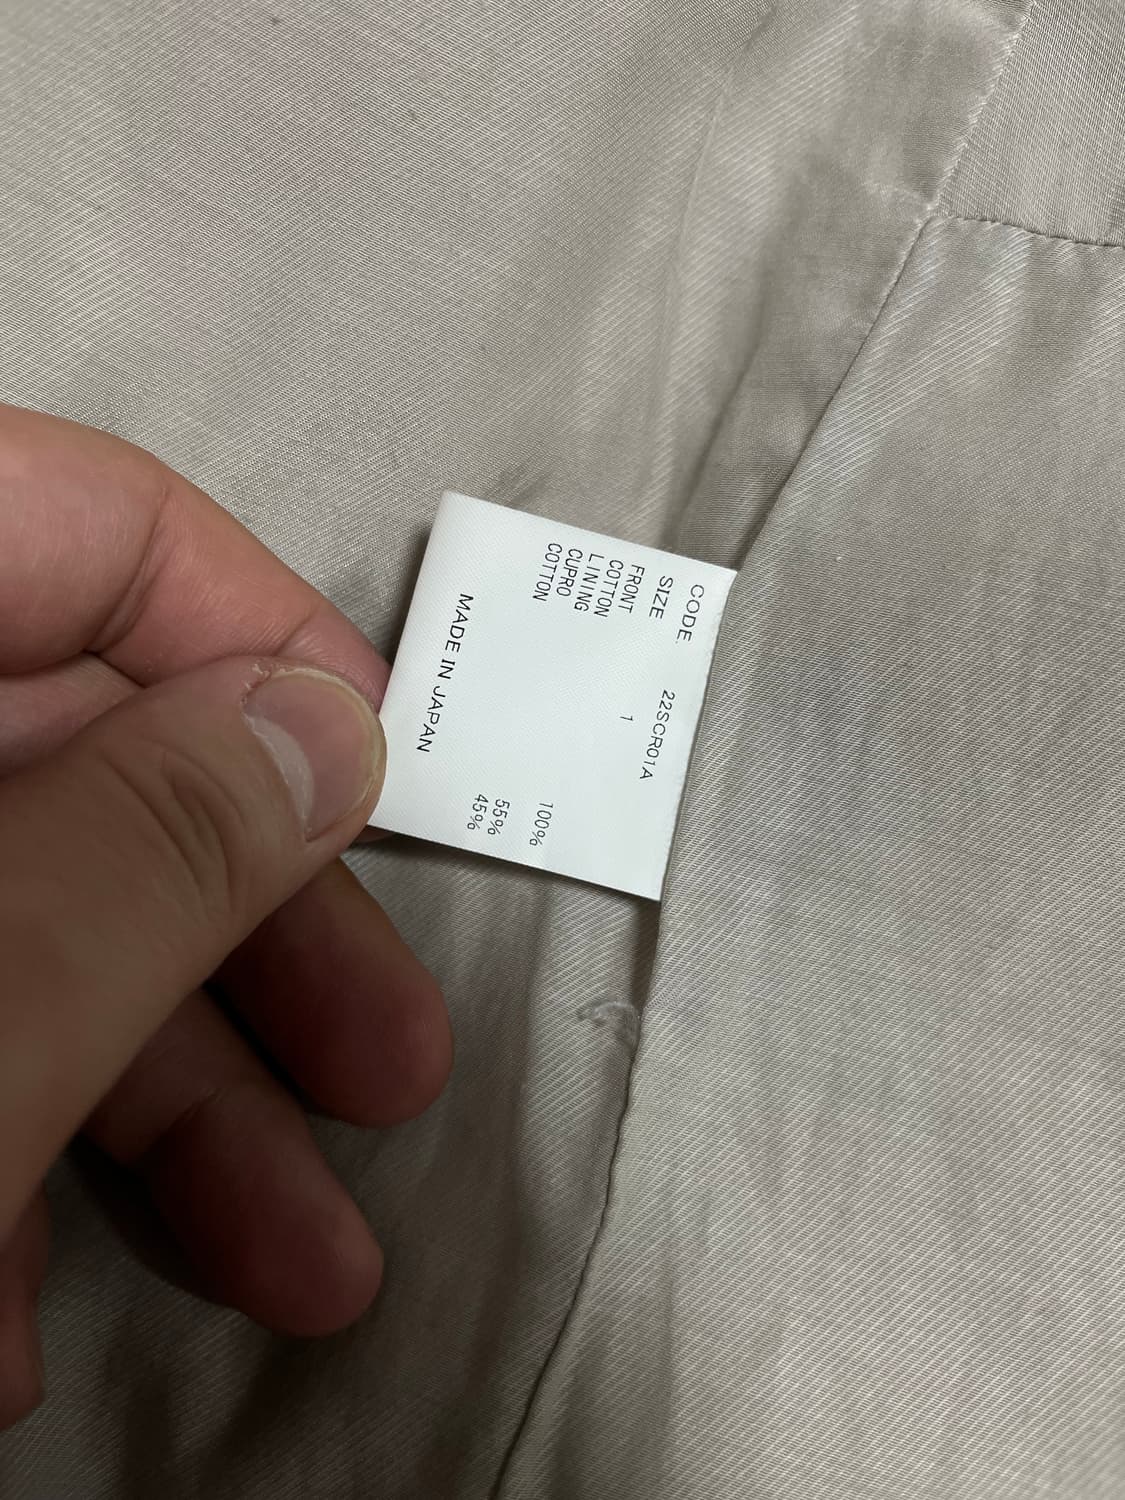 CODE. 22SCR01A
SIZE 1
FRONT
COTTON 100%
LINING
CUPRO 55%
COTTON 45%
MADE IN JAPAN